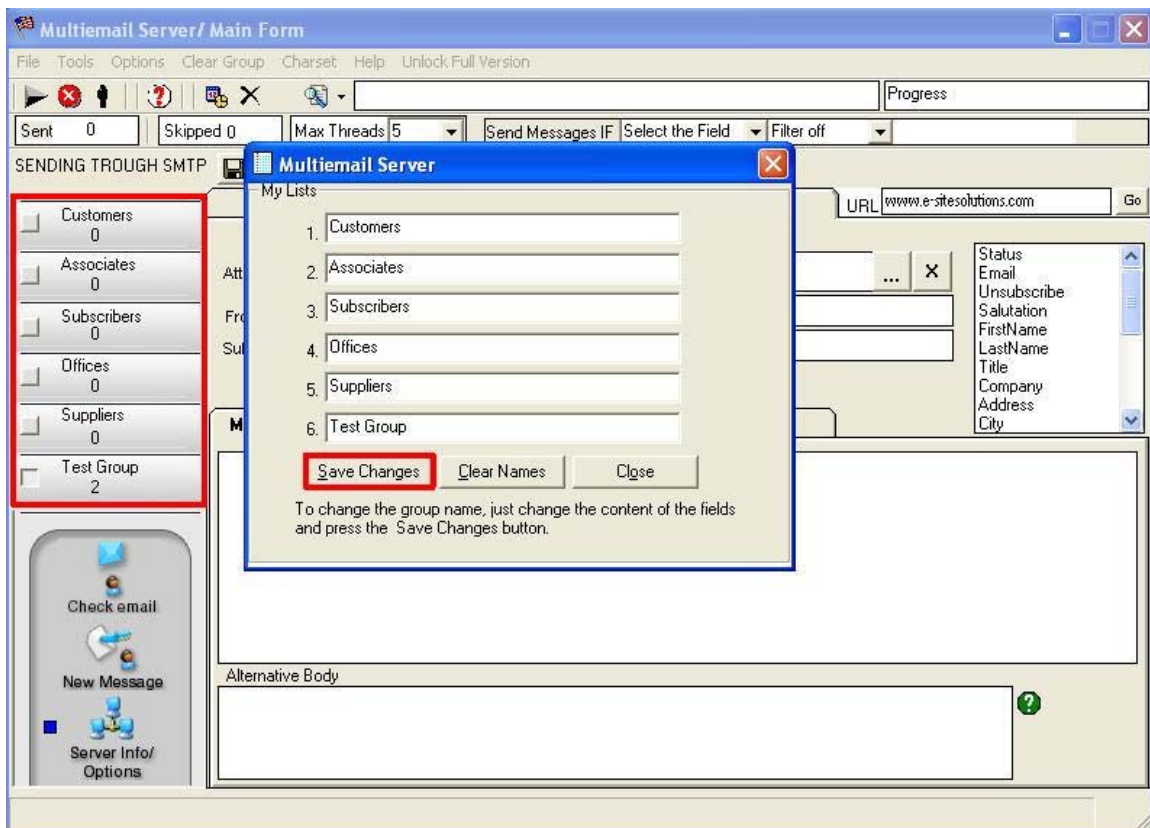 Multiemail Server/ Main Form
File Tools Options Clear Group Charset Help Unlock Full Version
Progress
Sent 0 Skipped 0 Max Threads 5 Send Messages IF Select the Field Filter off
SENDING TROUGH SMTP
URL www.e-sitesolutions.com Go
Customers
0
Associates
0
Subscribers
0
Offices
0
Suppliers
0
Test Group
2
Check email
New Message
Server Info/
Options
Att
Fro
Sul
M
Multiemail Server
My Lists
1. Customers
2. Associates
3. Subscribers
4. Offices
5. Suppliers
6. Test Group
Save Changes Clear Names Close
To change the group name, just change the content of the fields
and press the Save Changes button.
... X
Status
Email
Unsubscribe
Salutation
FirstName
LastName
Title
Company
Address
City
Alternative Body